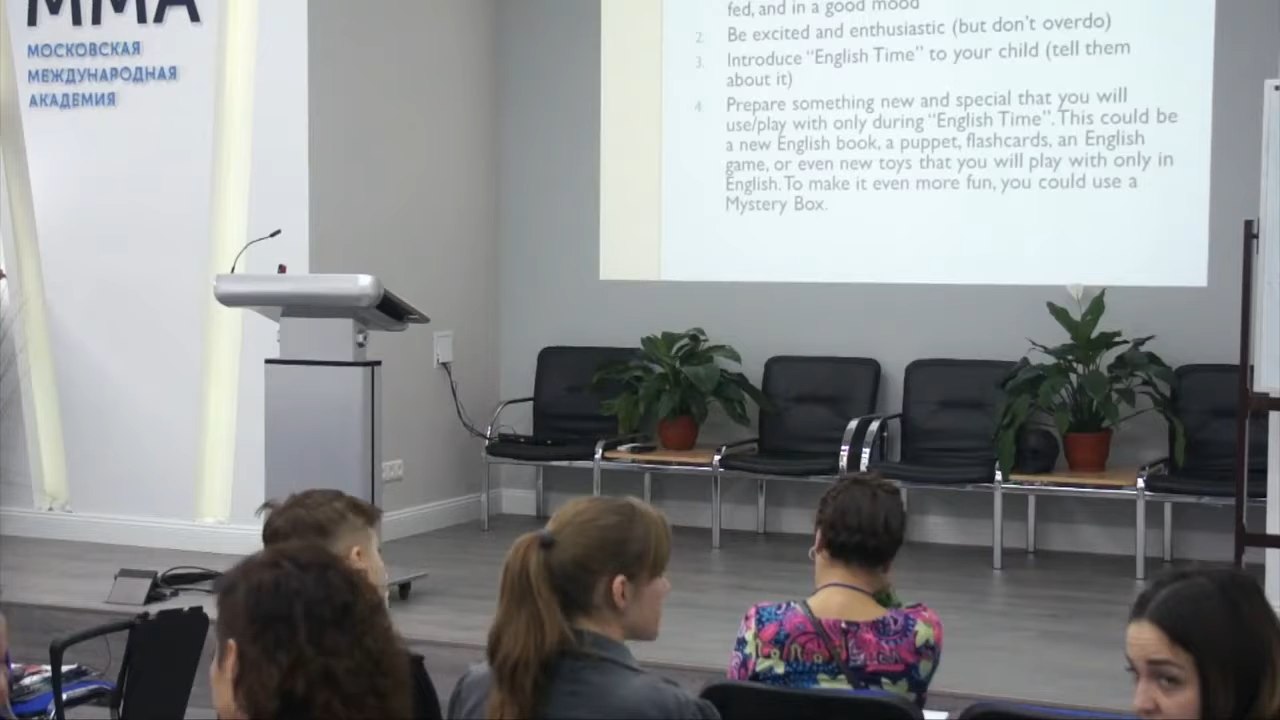 ММА
МОСКОВСКАЯ
МЕЖДУНАРОДНАЯ
АКАДЕМИЯ
fed, and in a good mood
2. Be excited and enthusiastic (but don't overdo)
3. Introduce "English Time" to your child (tell them
about it)
4. Prepare something new and special that you will
use/play with only during "English Time". This could be
a new English book, a puppet, flashcards, an English
game, or even new toys that you will play with only in
English. To make it even more fun, you could use a
Mystery Box.